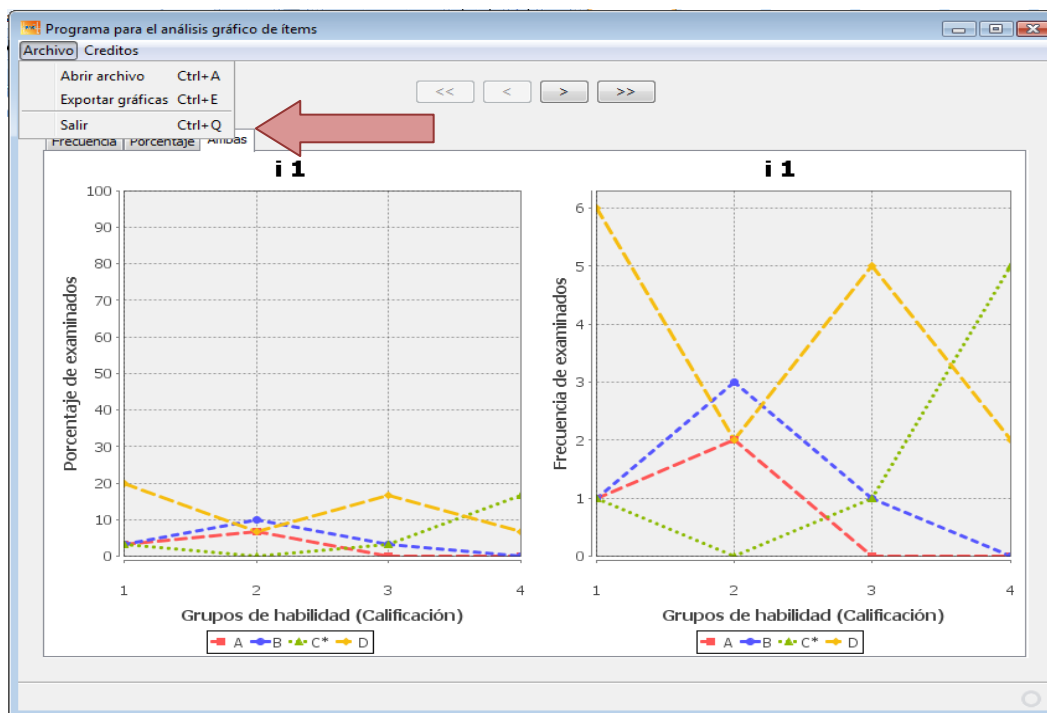 Programa para el análisis gráfico de ítems
Archivo Creditos
Abrir archivo Ctrl+A
Exportar gráficas Ctrl+E
Salir Ctrl+Q
<< < > >>
Frecuencia Porcentaje Ambas
i 1
Porcentaje de examinados
100
90
80
70
60
50
40
30
20
10
0
1 2 3 4
Grupos de habilidad (Calificación)
A B C* D
i 1
Frecuencia de examinados
6
5
4
3
2
1
0
1 2 3 4
Grupos de habilidad (Calificación)
A B C* D